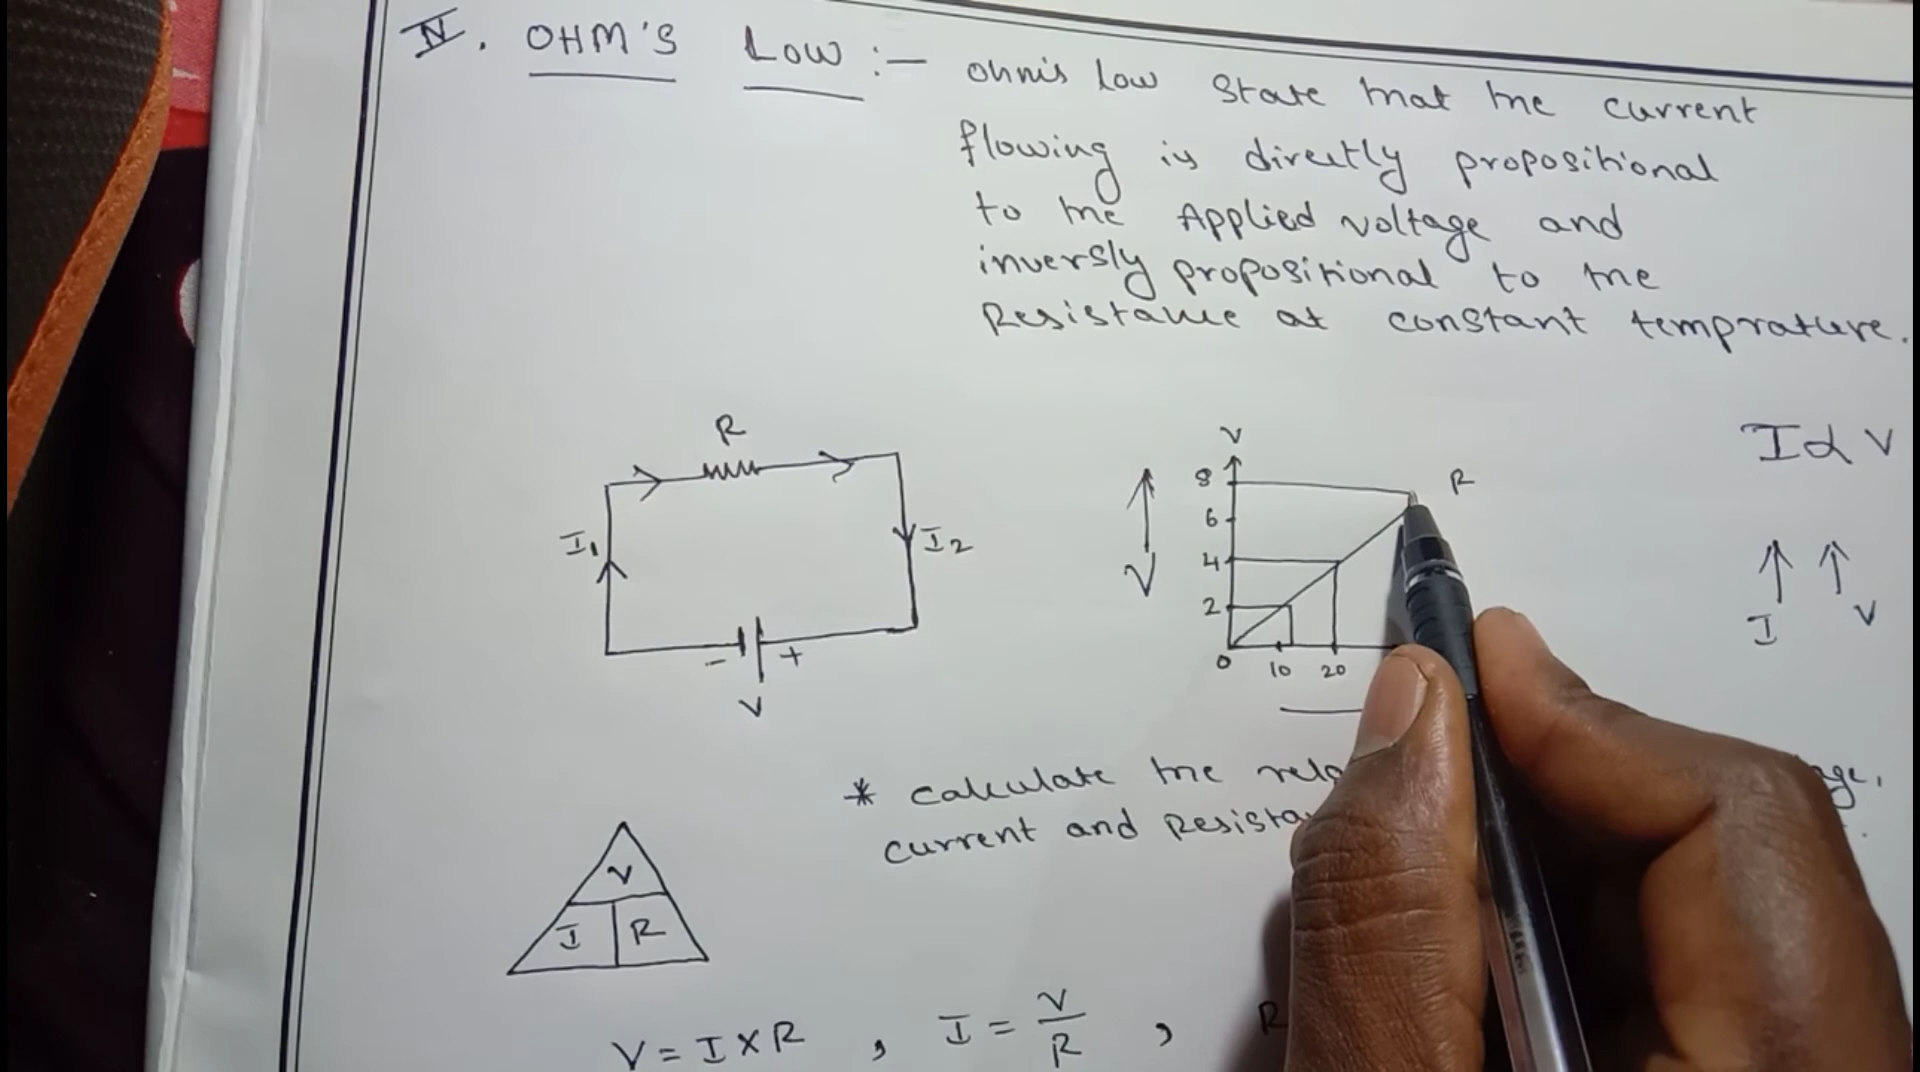 IV. OHM'S Low :- ohm's low state that the current
flowing is directly propositional
to the Applied voltage and
inversly propositional to the
Resistance at constant temprature.
R
I1
I2
- +
V
V
8
6
4
2
0 10 20
R
V
I α V
I V
* calculate the
current and
V
I R
V = I X R , I = V/R , R